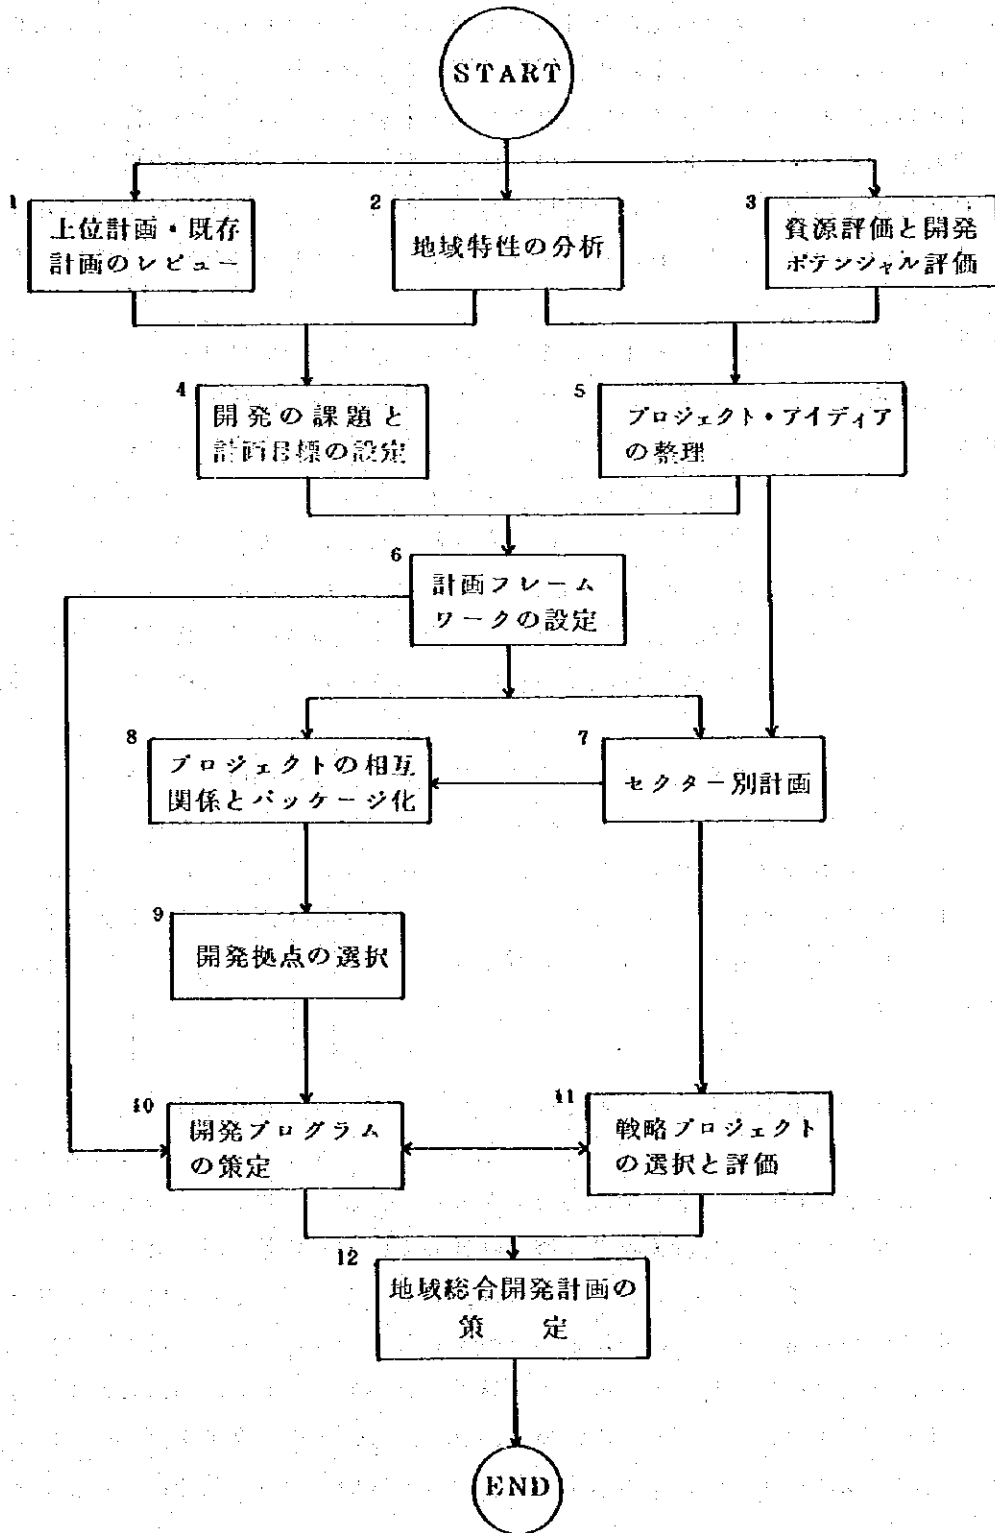 START
1
上位計画・既存
計画のレビュー
2
地域特性の分析
3
資源評価と開発
ポテンシャル評価
4
開発の課題と
計画目標の設定
5
プロジェクト・アイディア
の整理
6
計画フレーム
ワークの設定
8
プロジェクトの相互
関係とパッケージ化
7
セクター別計画
9
開発拠点の選択
10
開発プログラム
の策定
11
戦略プロジェクト
の選択と評価
12
地域総合開発計画の
策　定
END